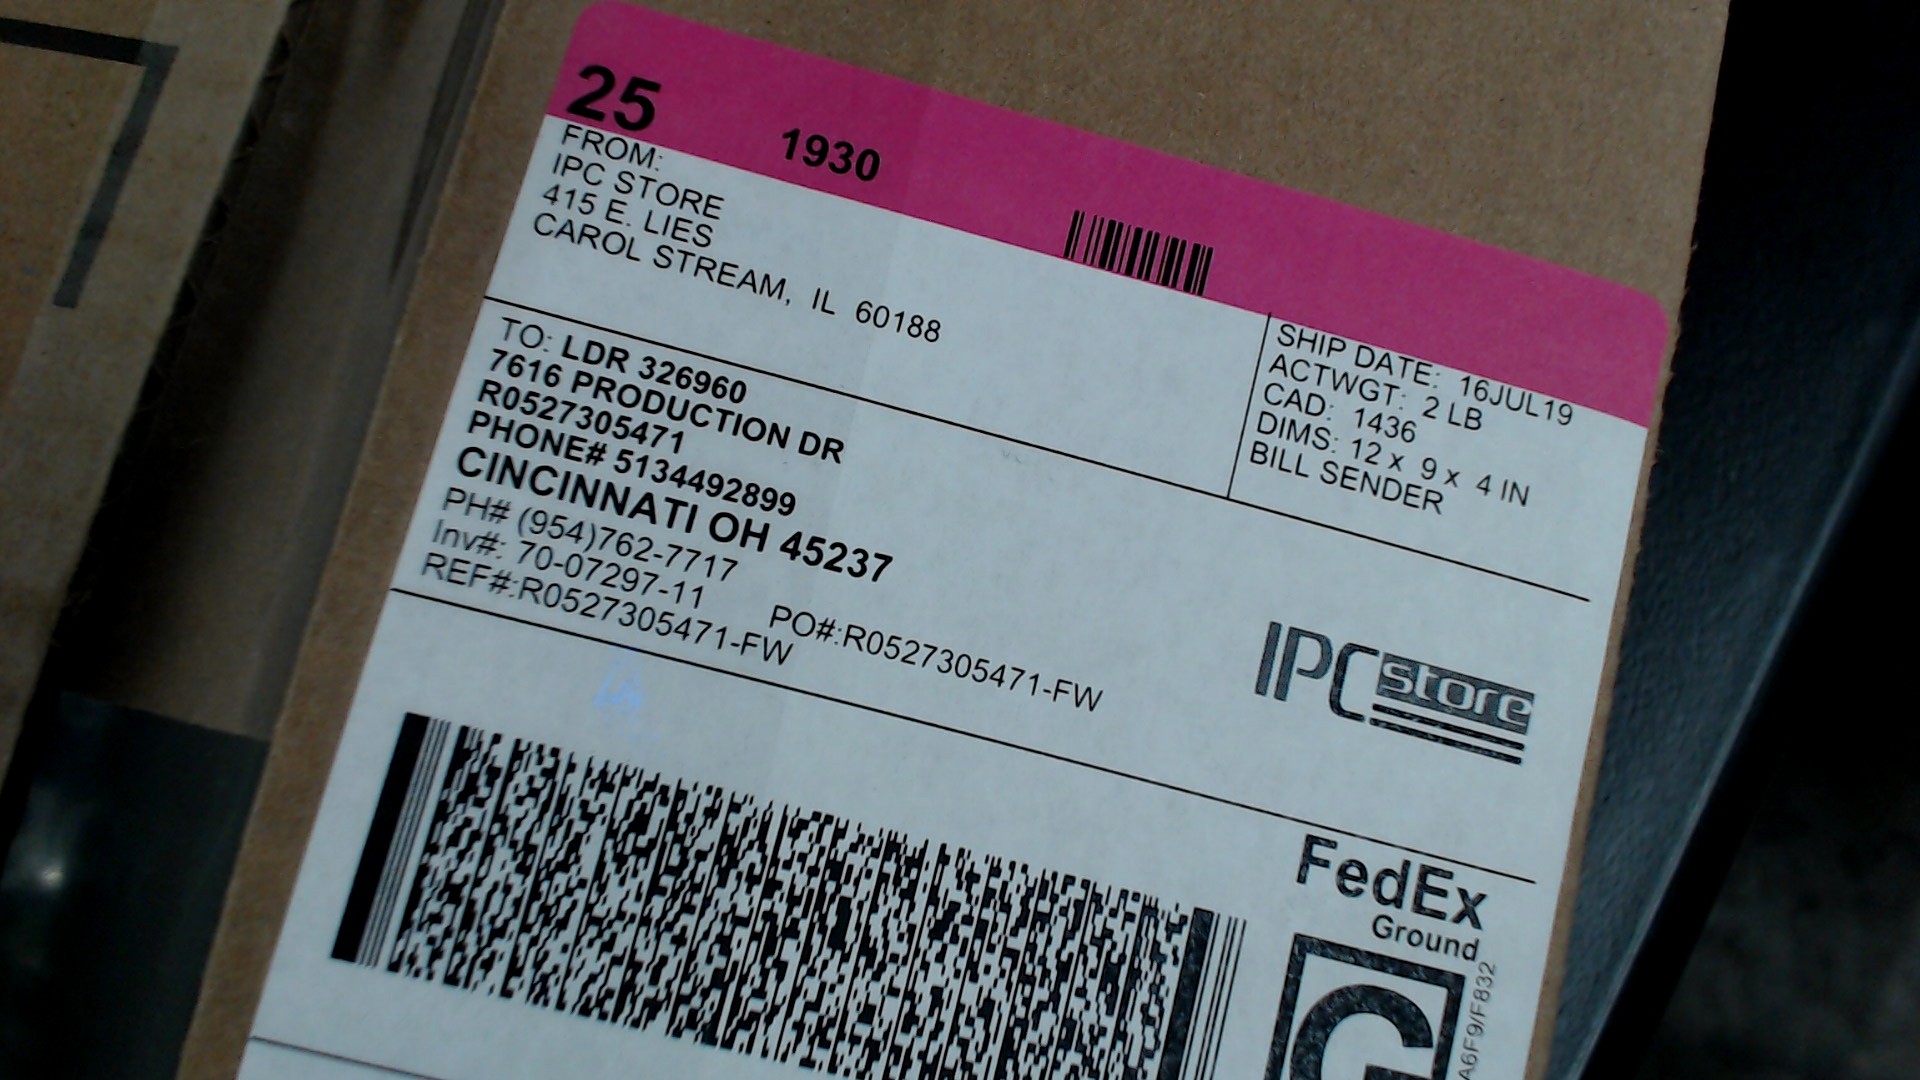 25
1930
FROM:
IPC STORE
415 E. LIES
CAROL STREAM, IL 60188
SHIP DATE: 16JUL19
ACTWGT: 2 LB
CAD: 1436
DIMS: 12 x 9 x 4 IN
BILL SENDER
TO: LDR 326960
7616 PRODUCTION DR
R0527305471
PHONE# 5134492899
CINCINNATI OH 45237
PH# (954)762-7717
Inv#: 70-07297-11
PO#:R0527305471-FW
REF#:R0527305471-FW
IPC store
FedEx
Ground
G
A6F9/F832